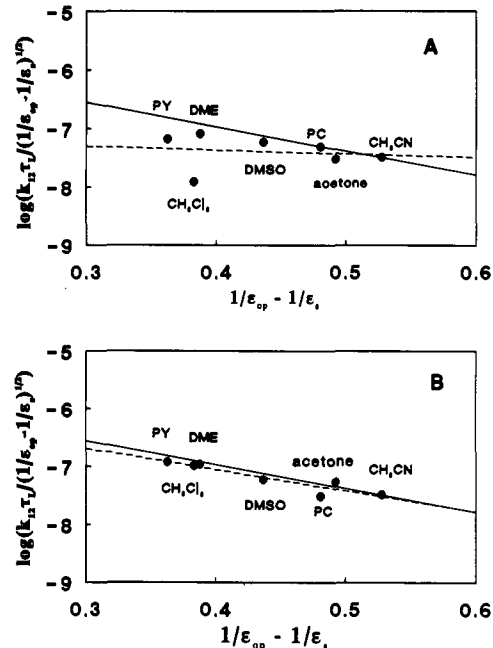 A
-5
-6
-7
-8
-9
log(k₁₂τL/(1/εop-1/εs)^1/2)
PY
DME
PC
CH₃CN
DMSO
acetone
CH₂Cl₂
0.3
0.4
0.5
0.6
1/εop - 1/εs
B
-5
-6
-7
-8
-9
log(k₁₂τL/(1/εop-1/εs)^1/2)
PY
DME
acetone
CH₃CN
CH₂Cl₂
DMSO
PC
0.3
0.4
0.5
0.6
1/εop - 1/εs